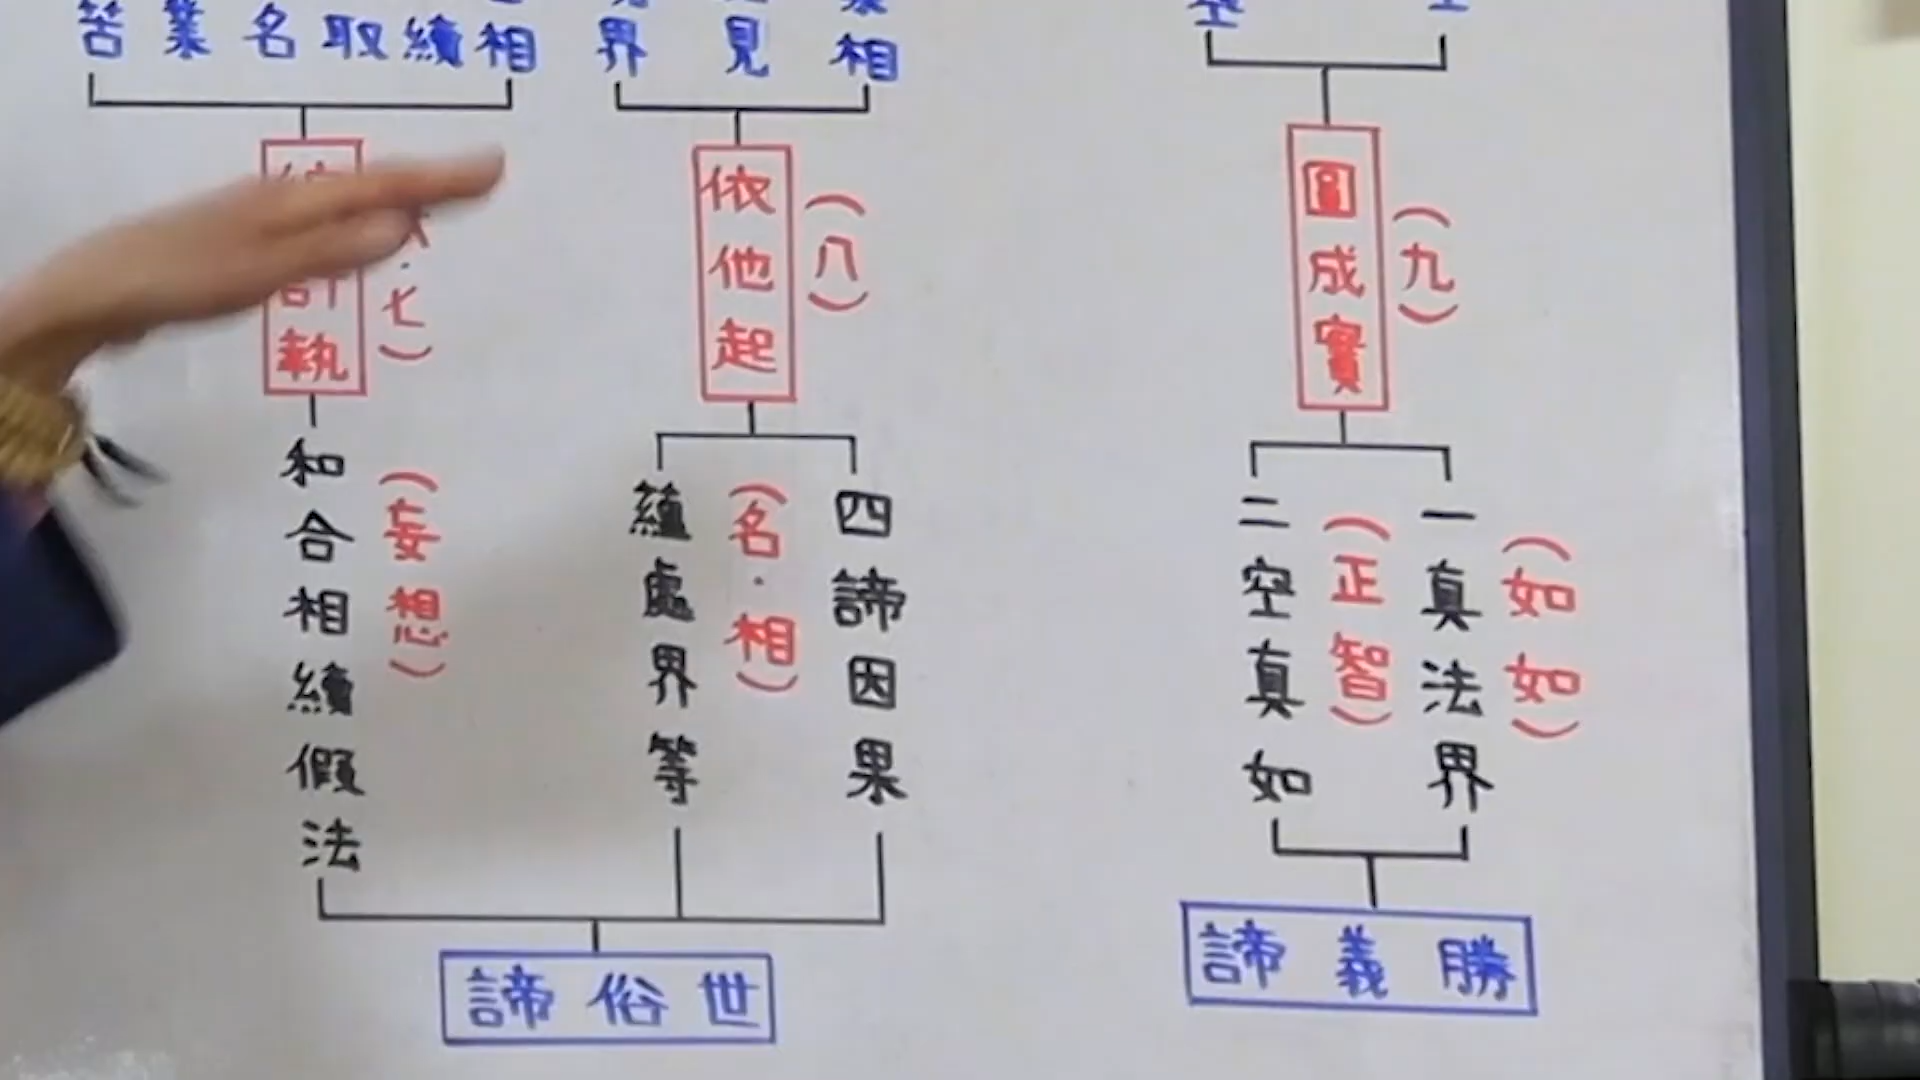 苦 業 名 取 續 相
界 見 相
執
七)
依他起
(八)
圓成實
(九)
和合相續假法
(妄想)
蘊處界等
(名·相)
四諦因果
二空真如
(正智)
一真法界
(如如)
諦俗世
諦義勝